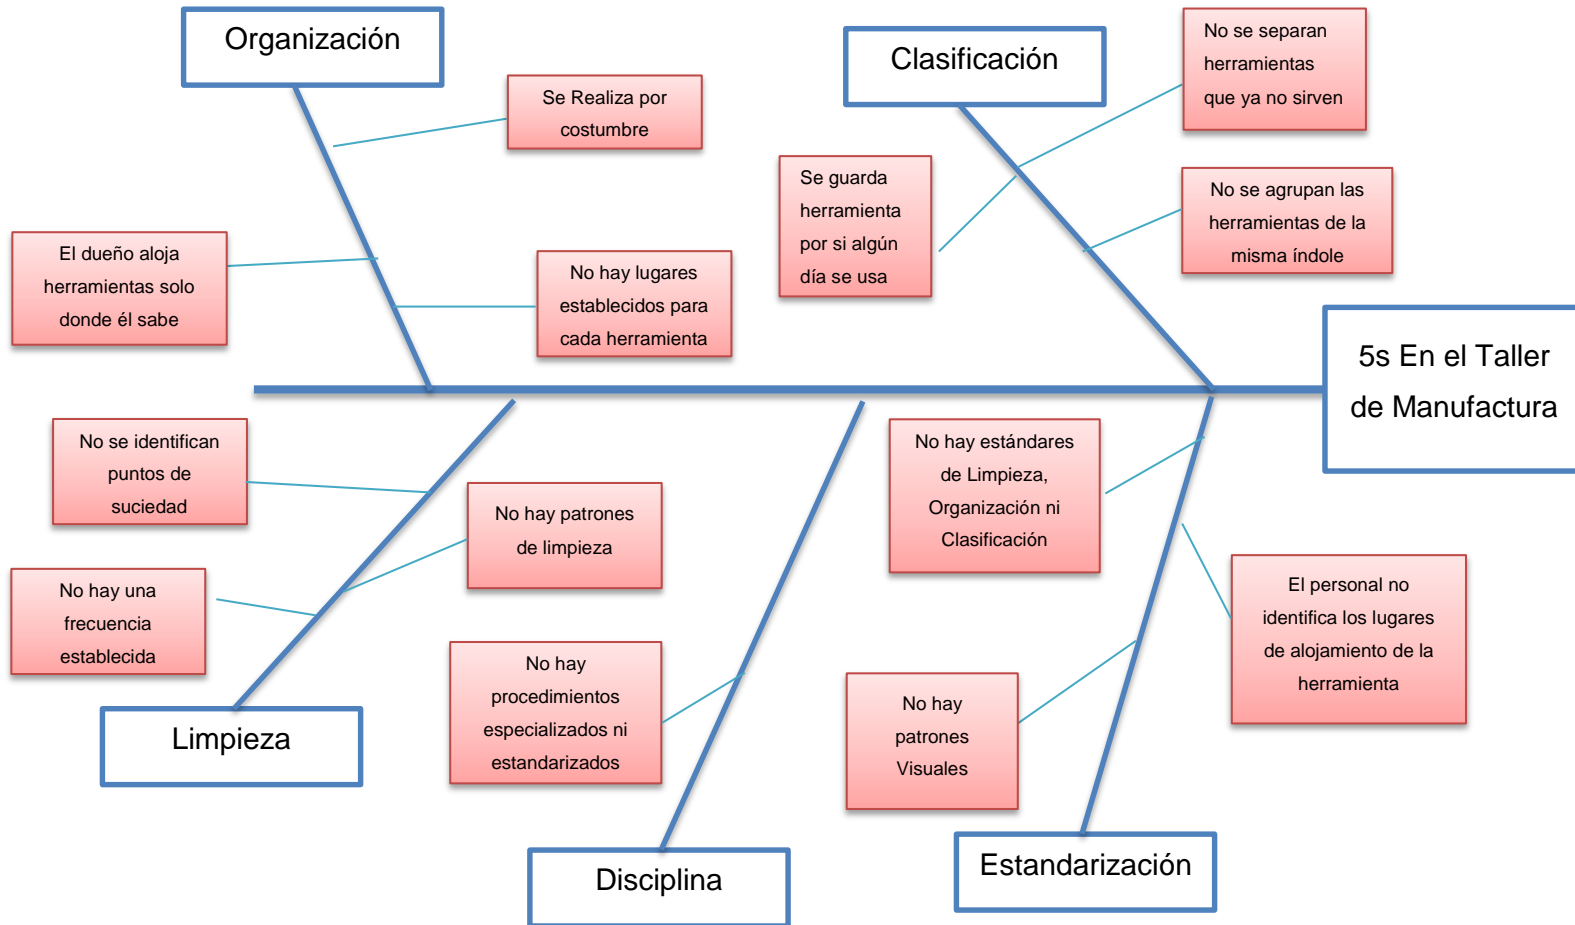 Organización
Se Realiza por
costumbre
El dueño aloja
herramientas solo
donde él sabe
No hay lugares
establecidos para
cada herramienta
Clasificación
No se separan
herramientas
que ya no sirven
Se guarda
herramienta
por si algún
día se usa
No se agrupan las
herramientas de la
misma índole
5s En el Taller
de Manufactura
No se identifican
puntos de
suciedad
No hay patrones
de limpieza
No hay una
frecuencia
establecida
Limpieza
No hay
procedimientos
especializados ni
estandarizados
Disciplina
No hay estándares
de Limpieza,
Organización ni
Clasificación
El personal no
identifica los lugares
de alojamiento de la
herramienta
No hay
patrones
Visuales
Estandarización